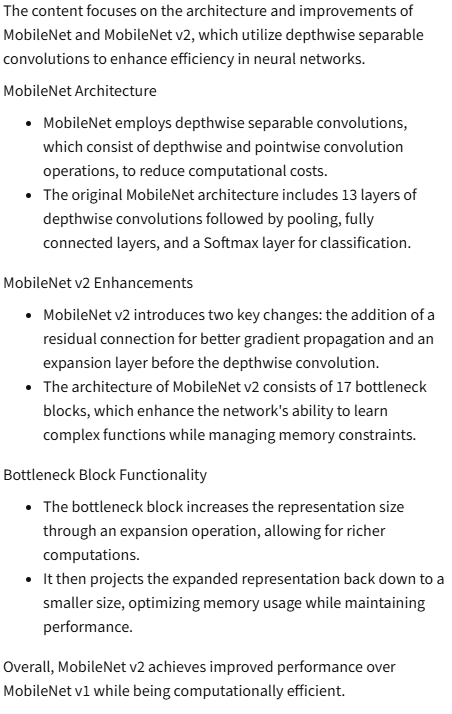 The content focuses on the architecture and improvements of
MobileNet and MobileNet v2, which utilize depthwise separable
convolutions to enhance efficiency in neural networks.
MobileNet Architecture
• MobileNet employs depthwise separable convolutions,
which consist of depthwise and pointwise convolution
operations, to reduce computational costs.
• The original MobileNet architecture includes 13 layers of
depthwise convolutions followed by pooling, fully
connected layers, and a Softmax layer for classification.
MobileNet v2 Enhancements
• MobileNet v2 introduces two key changes: the addition of a
residual connection for better gradient propagation and an
expansion layer before the depthwise convolution.
• The architecture of MobileNet v2 consists of 17 bottleneck
blocks, which enhance the network's ability to learn
complex functions while managing memory constraints.
Bottleneck Block Functionality
• The bottleneck block increases the representation size
through an expansion operation, allowing for richer
computations.
• It then projects the expanded representation back down to a
smaller size, optimizing memory usage while maintaining
performance.
Overall, MobileNet v2 achieves improved performance over
MobileNet v1 while being computationally efficient.